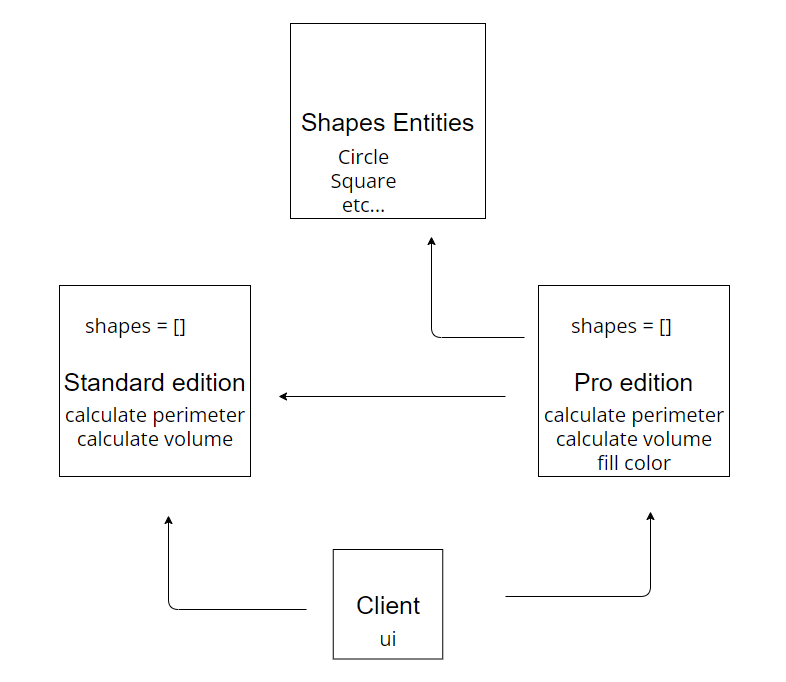 Shapes Entities
Circle
Square
etc...
shapes = []
Standard edition
calculate perimeter
calculate volume
shapes = []
Pro edition
calculate perimeter
calculate volume
fill color
Client
ui